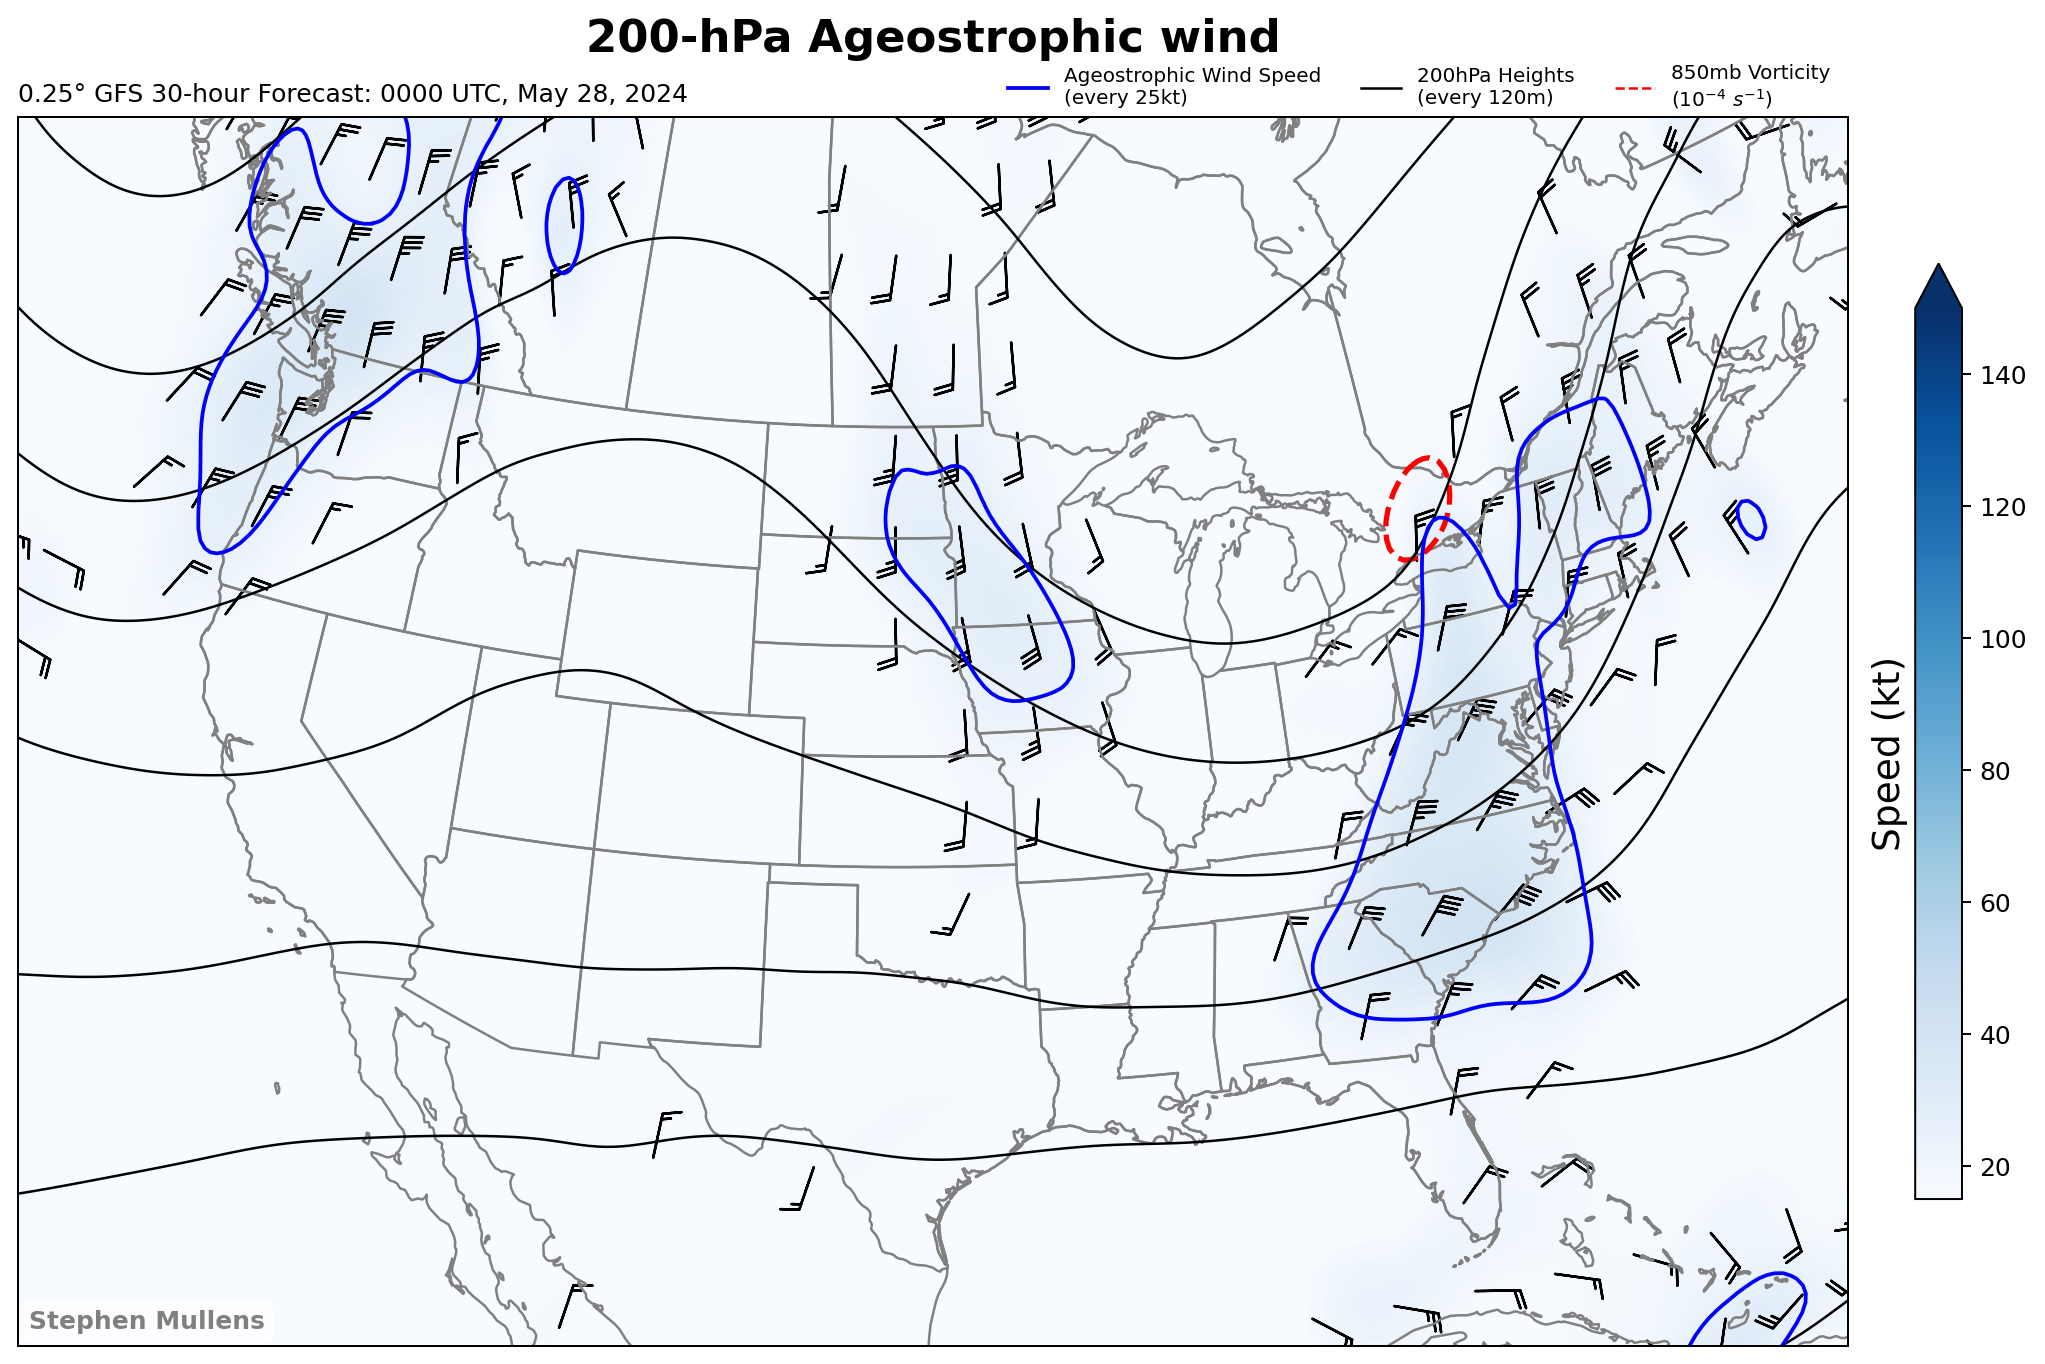 200-hPa Ageostrophic wind
0.25° GFS 30-hour Forecast: 0000 UTC, May 28, 2024
Ageostrophic Wind Speed
(every 25kt)
200hPa Heights
(every 120m)
850mb Vorticity
(10⁻⁴ s⁻¹)
140
120
100
80
60
40
20
Speed (kt)
Stephen Mullens